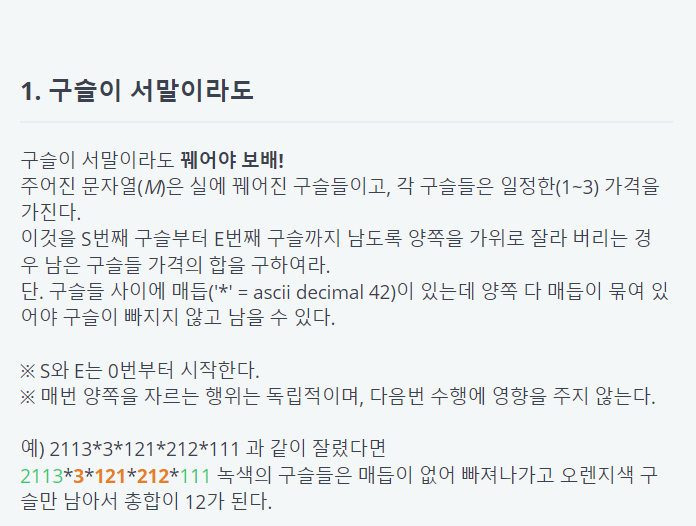 1. 구슬이 서말이라도
구슬이 서말이라도 꿰어야 보배!
주어진 문자열(M)은 실에 꿰어진 구슬들이고, 각 구슬들은 일정한(1~3) 가격을
가진다.
이것을 S번째 구슬부터 E번째 구슬까지 남도록 양쪽을 가위로 잘라 버리는 경
우 남은 구슬들 가격의 합을 구하여라.
단. 구슬들 사이에 매듭('*' = ascii decimal 42)이 있는데 양쪽 다 매듭이 묶여 있
어야 구슬이 빠지지 않고 남을 수 있다.
※ S와 E는 0번부터 시작한다.
※ 매번 양쪽을 자르는 행위는 독립적이며, 다음번 수행에 영향을 주지 않는다.
예) 2113*3*121*212*111 과 같이 잘렸다면
2113*3*121*212*111 녹색의 구슬들은 매듭이 없어 빠져나가고 오렌지색 구
슬만 남아서 총합이 12가 된다.